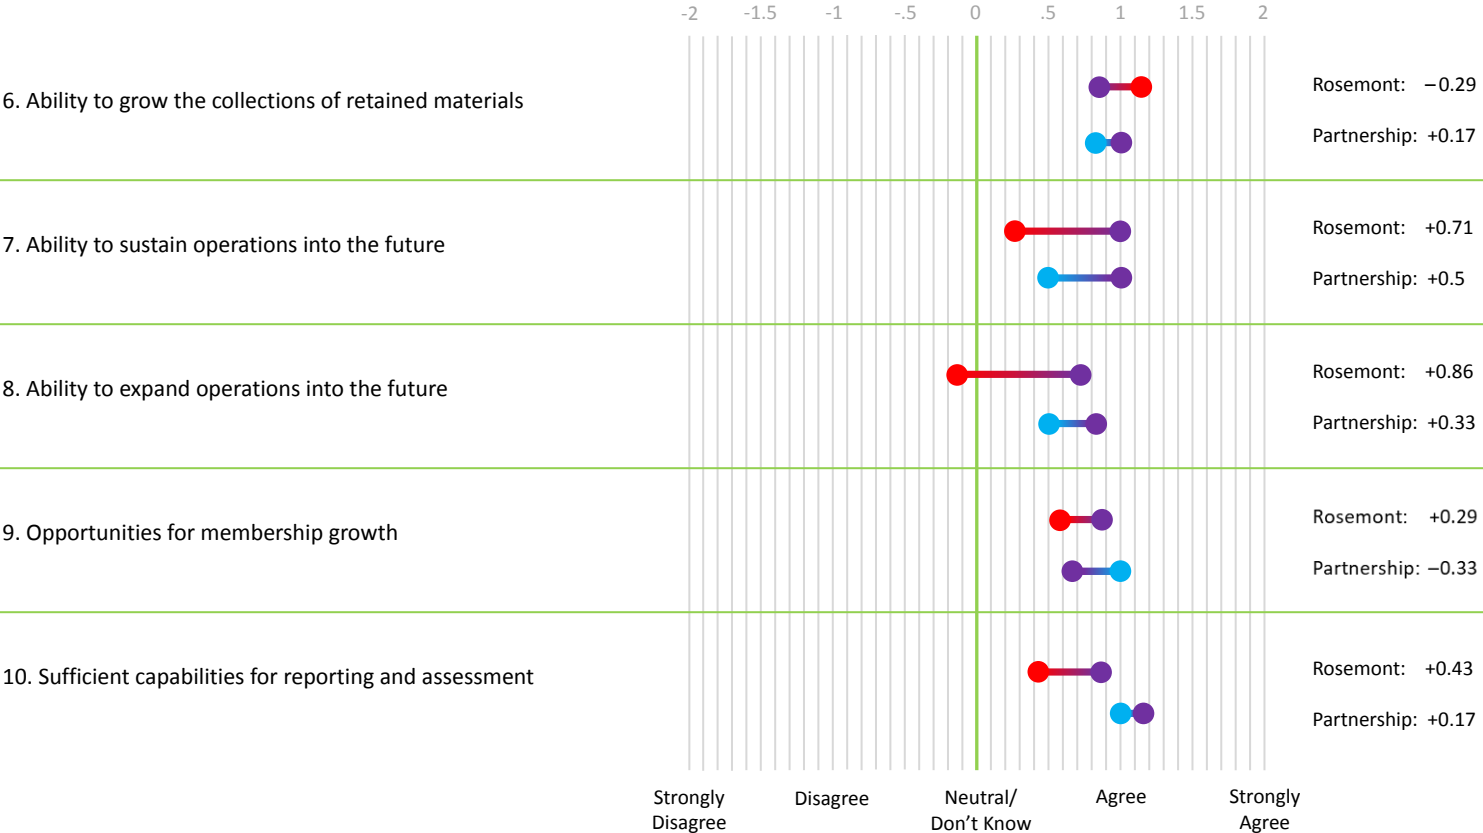 -2 -1.5 -1 -.5 0 .5 1 1.5 2
6. Ability to grow the collections of retained materials
Rosemont: –0.29
Partnership: +0.17
7. Ability to sustain operations into the future
Rosemont: +0.71
Partnership: +0.5
8. Ability to expand operations into the future
Rosemont: +0.86
Partnership: +0.33
9. Opportunities for membership growth
Rosemont: +0.29
Partnership: –0.33
10. Sufficient capabilities for reporting and assessment
Rosemont: +0.43
Partnership: +0.17
Strongly Disagree Neutral/ Agree Strongly
Disagree Don’t Know Agree